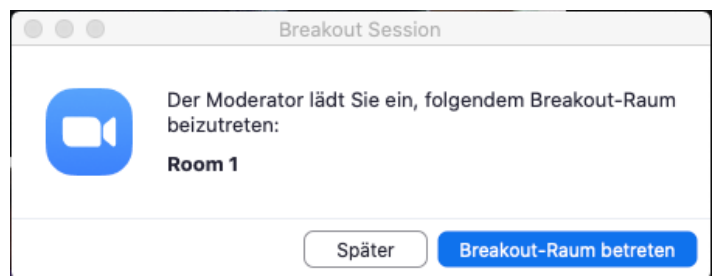 Breakout Session
Der Moderator lädt Sie ein, folgendem Breakout-Raum
beizutreten:
Room 1
Später
Breakout-Raum betreten